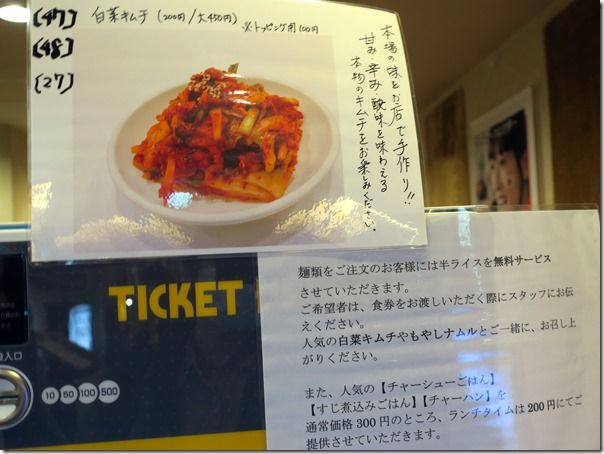 [47]
[48]
[27]
白菜キムチ (200円/大450円)
※トッピング用100円
本場の味をお店で手作り!!
甘み・辛み・酸味を味わえる
本物のキムチをお楽しみください。
TICKET
10 50 100 500
麺類をご注文のお客様には半ライスを無料サービス
させていただきます。
ご希望者は、食券をお渡しいただく際にスタッフにお伝
えください。
人気の白菜キムチやもやしナムルとご一緒に、お召し上
がりください。
また、人気の【チャーシューごはん】
【すじ煮込みごはん】【チャーハン】を
通常価格300円のところ、ランチタイムは200円にてご
提供させていただきます。